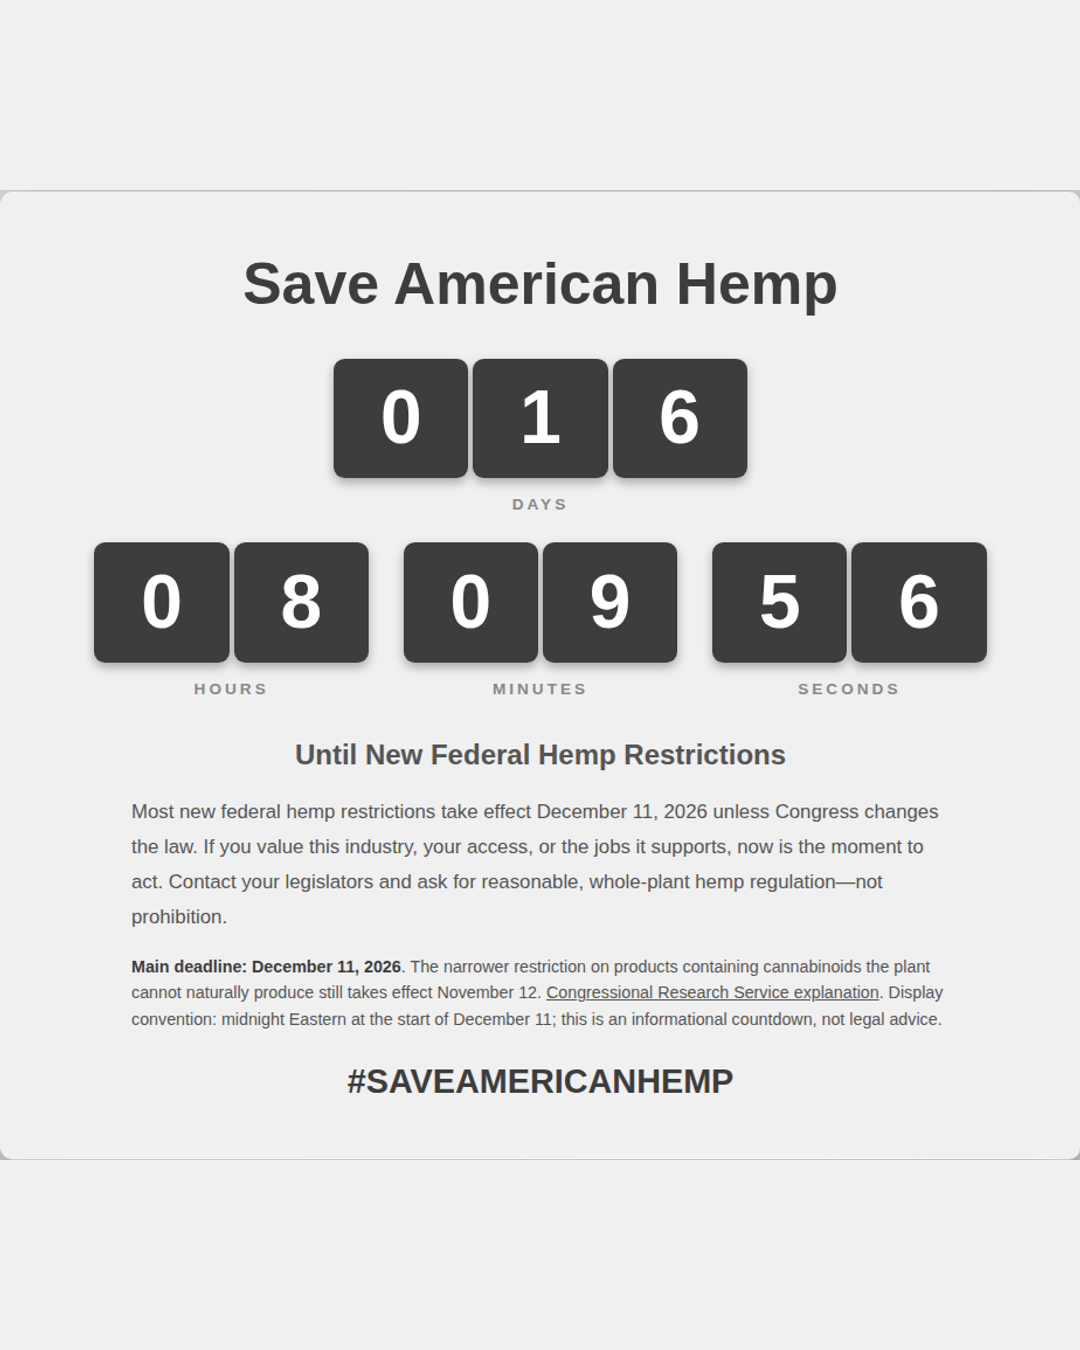 Save American Hemp
0 1 6
DAYS
0 8 0 9 5 6
HOURS MINUTES SECONDS
Until New Federal Hemp Restrictions
Most new federal hemp restrictions take effect December 11, 2026 unless Congress changes
the law. If you value this industry, your access, or the jobs it supports, now is the moment to
act. Contact your legislators and ask for reasonable, whole-plant hemp regulation—not
prohibition.
Main deadline: December 11, 2026. The narrower restriction on products containing cannabinoids the plant
cannot naturally produce still takes effect November 12. Congressional Research Service explanation. Display
convention: midnight Eastern at the start of December 11; this is an informational countdown, not legal advice.
#SAVEAMERICANHEMP